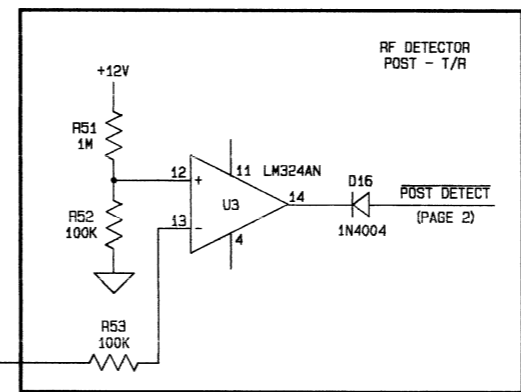 RF DETECTOR
POST - T/R
+12V
R51
1M
12
+
11
LM324AN
14
D16
POST DETECT
(PAGE 2)
1N4004
U3
R52
100K
13
-
4
R53
100K